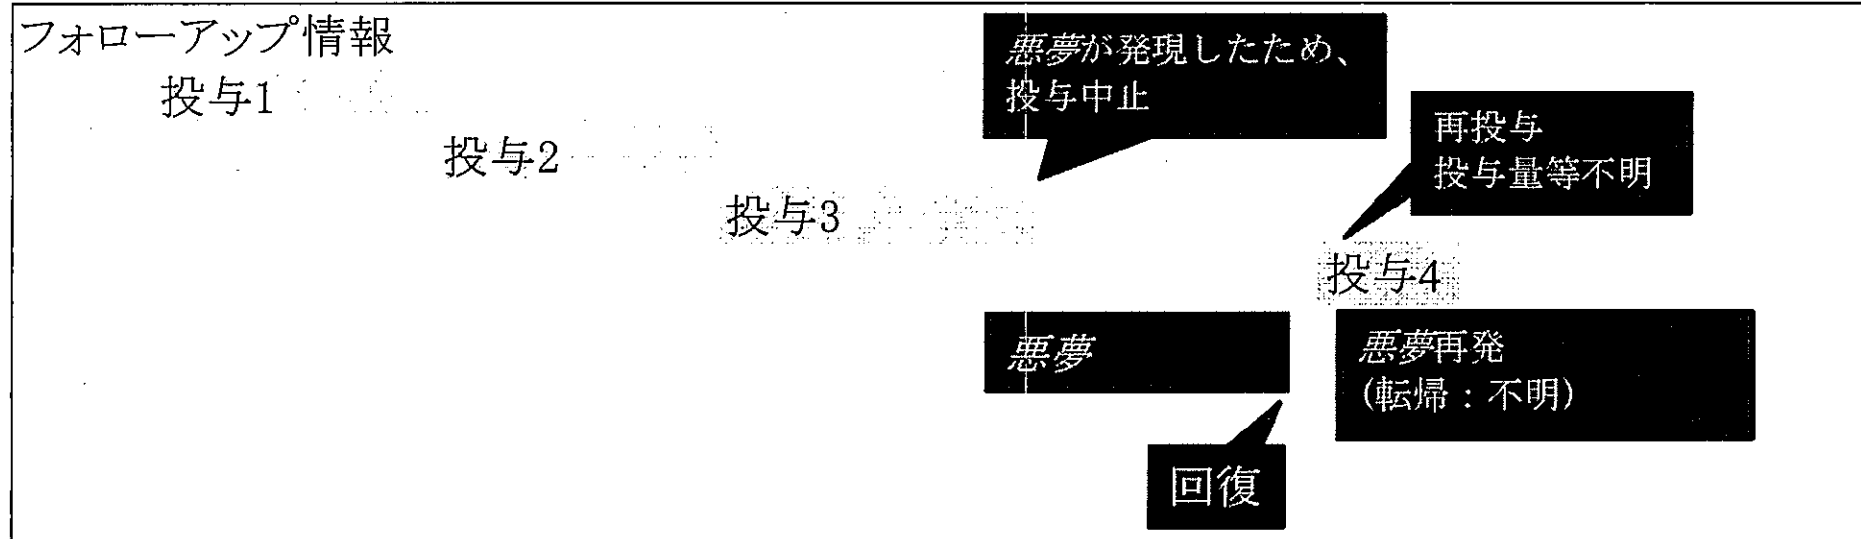 フォローアップ情報
投与1
投与2
投与3
悪夢が発現したため、
投与中止
再投与
投与量等不明
投与4
悪夢
悪夢再発
(転帰：不明)
回復